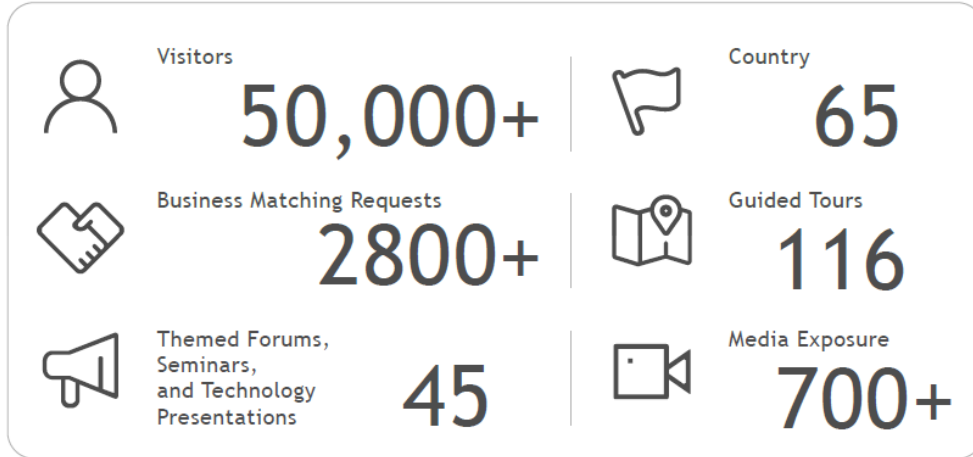 Visitors
50,000+
Country
65
Business Matching Requests
2800+
Guided Tours
116
Themed Forums,
Seminars,
and Technology
Presentations
45
Media Exposure
700+